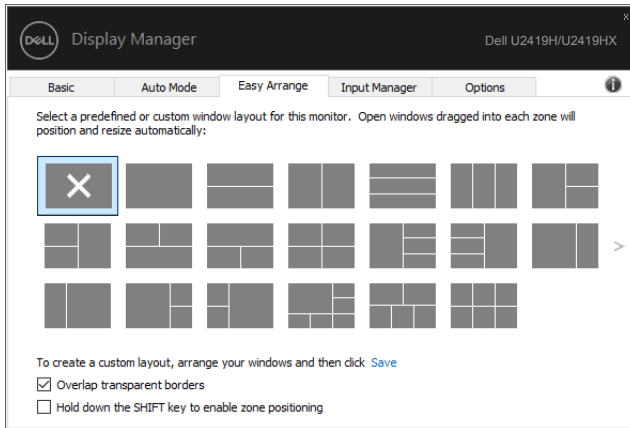 DELL Display Manager
Dell U2419H/U2419HX
Basic Auto Mode Easy Arrange Input Manager Options
Select a predefined or custom window layout for this monitor. Open windows dragged into each zone will
position and resize automatically:
To create a custom layout, arrange your windows and then click Save
Overlap transparent borders
Hold down the SHIFT key to enable zone positioning